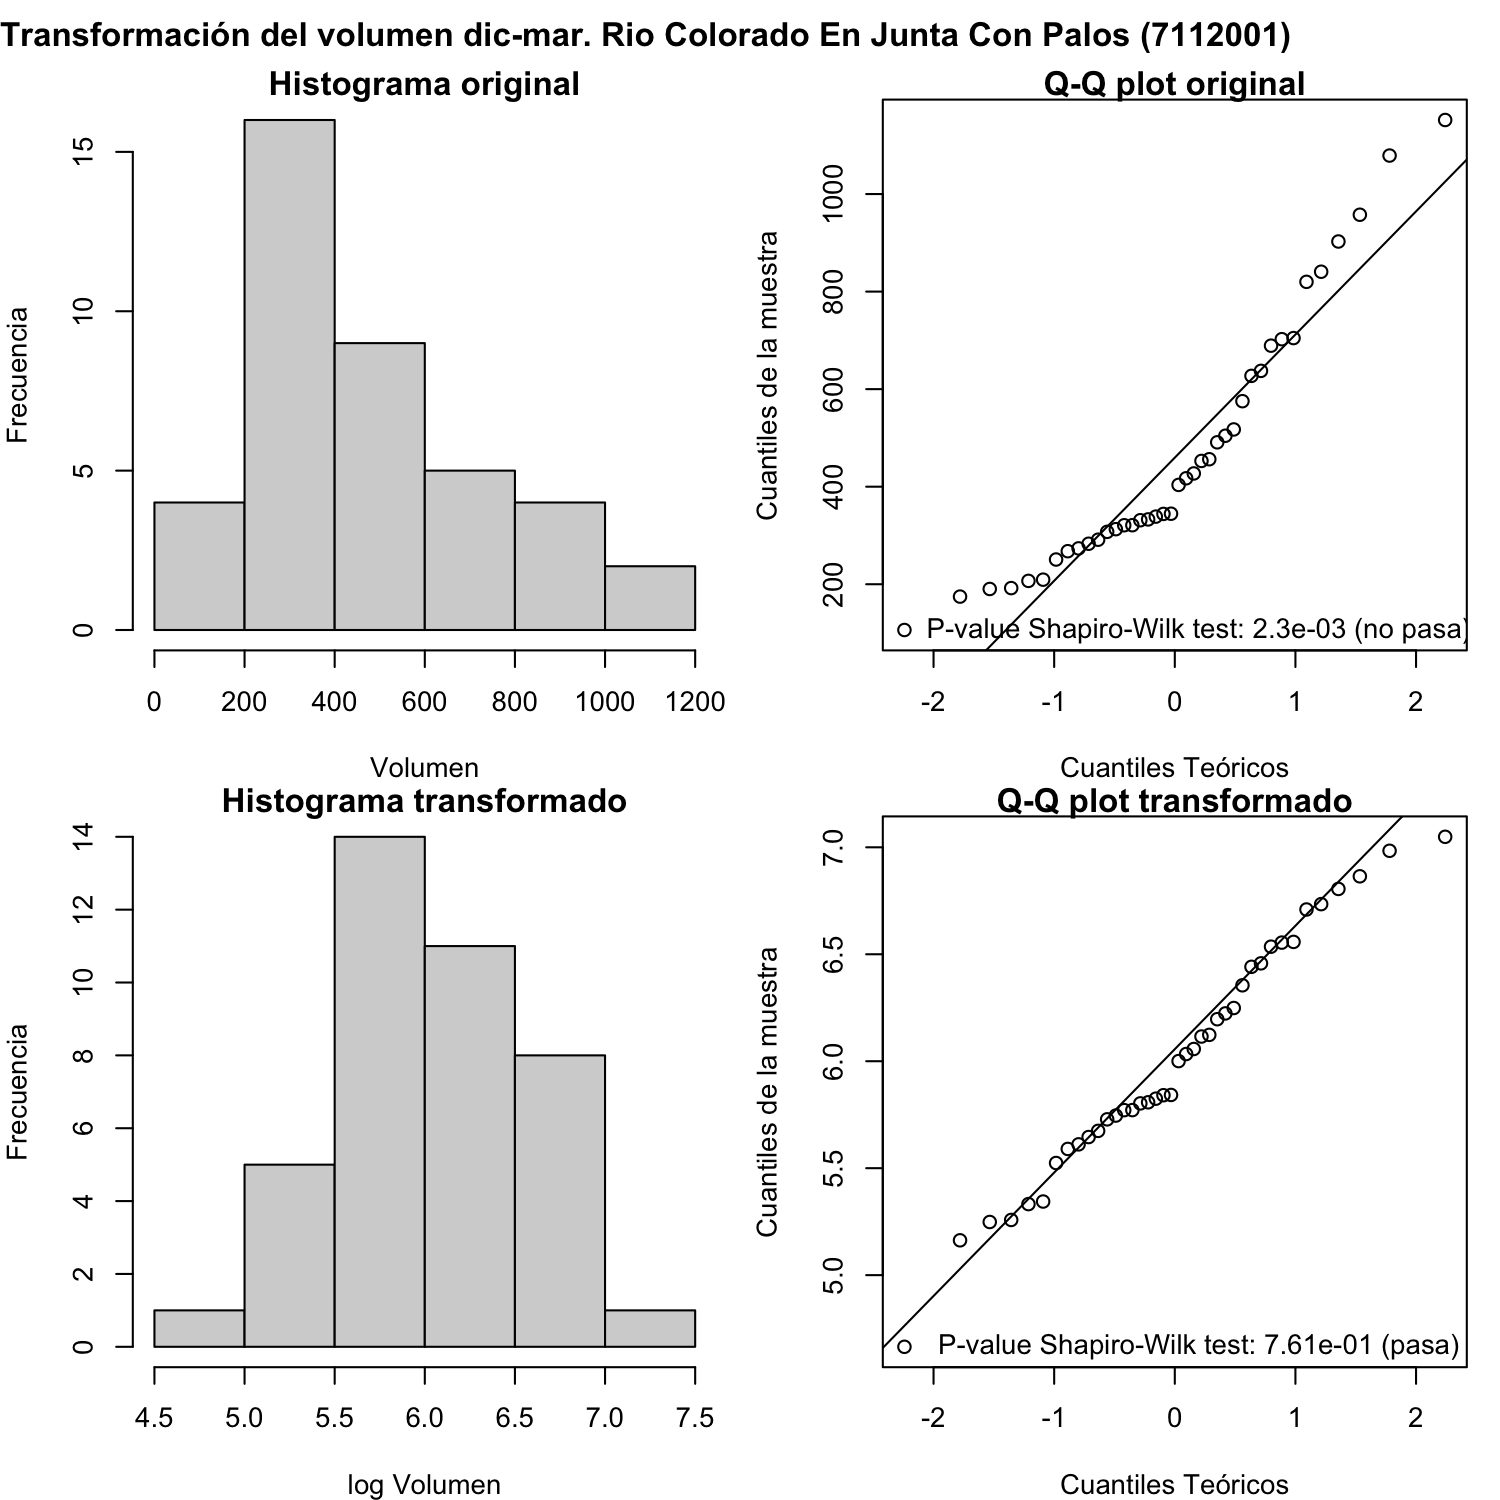 Transformación del volumen dic-mar. Rio Colorado En Junta Con Palos (7112001)
Histograma original
Frecuencia
15
10
5
0
0 200 400 600 800 1000 1200
Volumen
Q-Q plot original
Cuantiles de la muestra
1000
800
600
400
200
P-value Shapiro-Wilk test: 2.3e-03 (no pasa)
-2 -1 0 1 2
Cuantiles Teóricos
Histograma transformado
Frecuencia
14
12
10
8
6
4
2
0
4.5 5.0 5.5 6.0 6.5 7.0 7.5
log Volumen
Q-Q plot transformado
Cuantiles de la muestra
7.0
6.5
6.0
5.5
5.0
P-value Shapiro-Wilk test: 7.61e-01 (pasa)
-2 -1 0 1 2
Cuantiles Teóricos